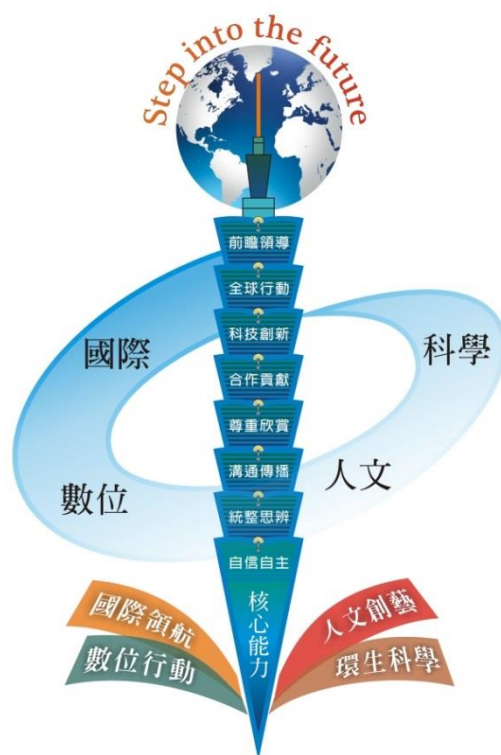 Step into the future
前瞻領導
全球行動
科技創新
合作貢獻
尊重欣賞
溝通傳播
統整思辨
自信自主
核心能力
國際
科學
數位
人文
國際領航
數位行動
人文創藝
環生科學